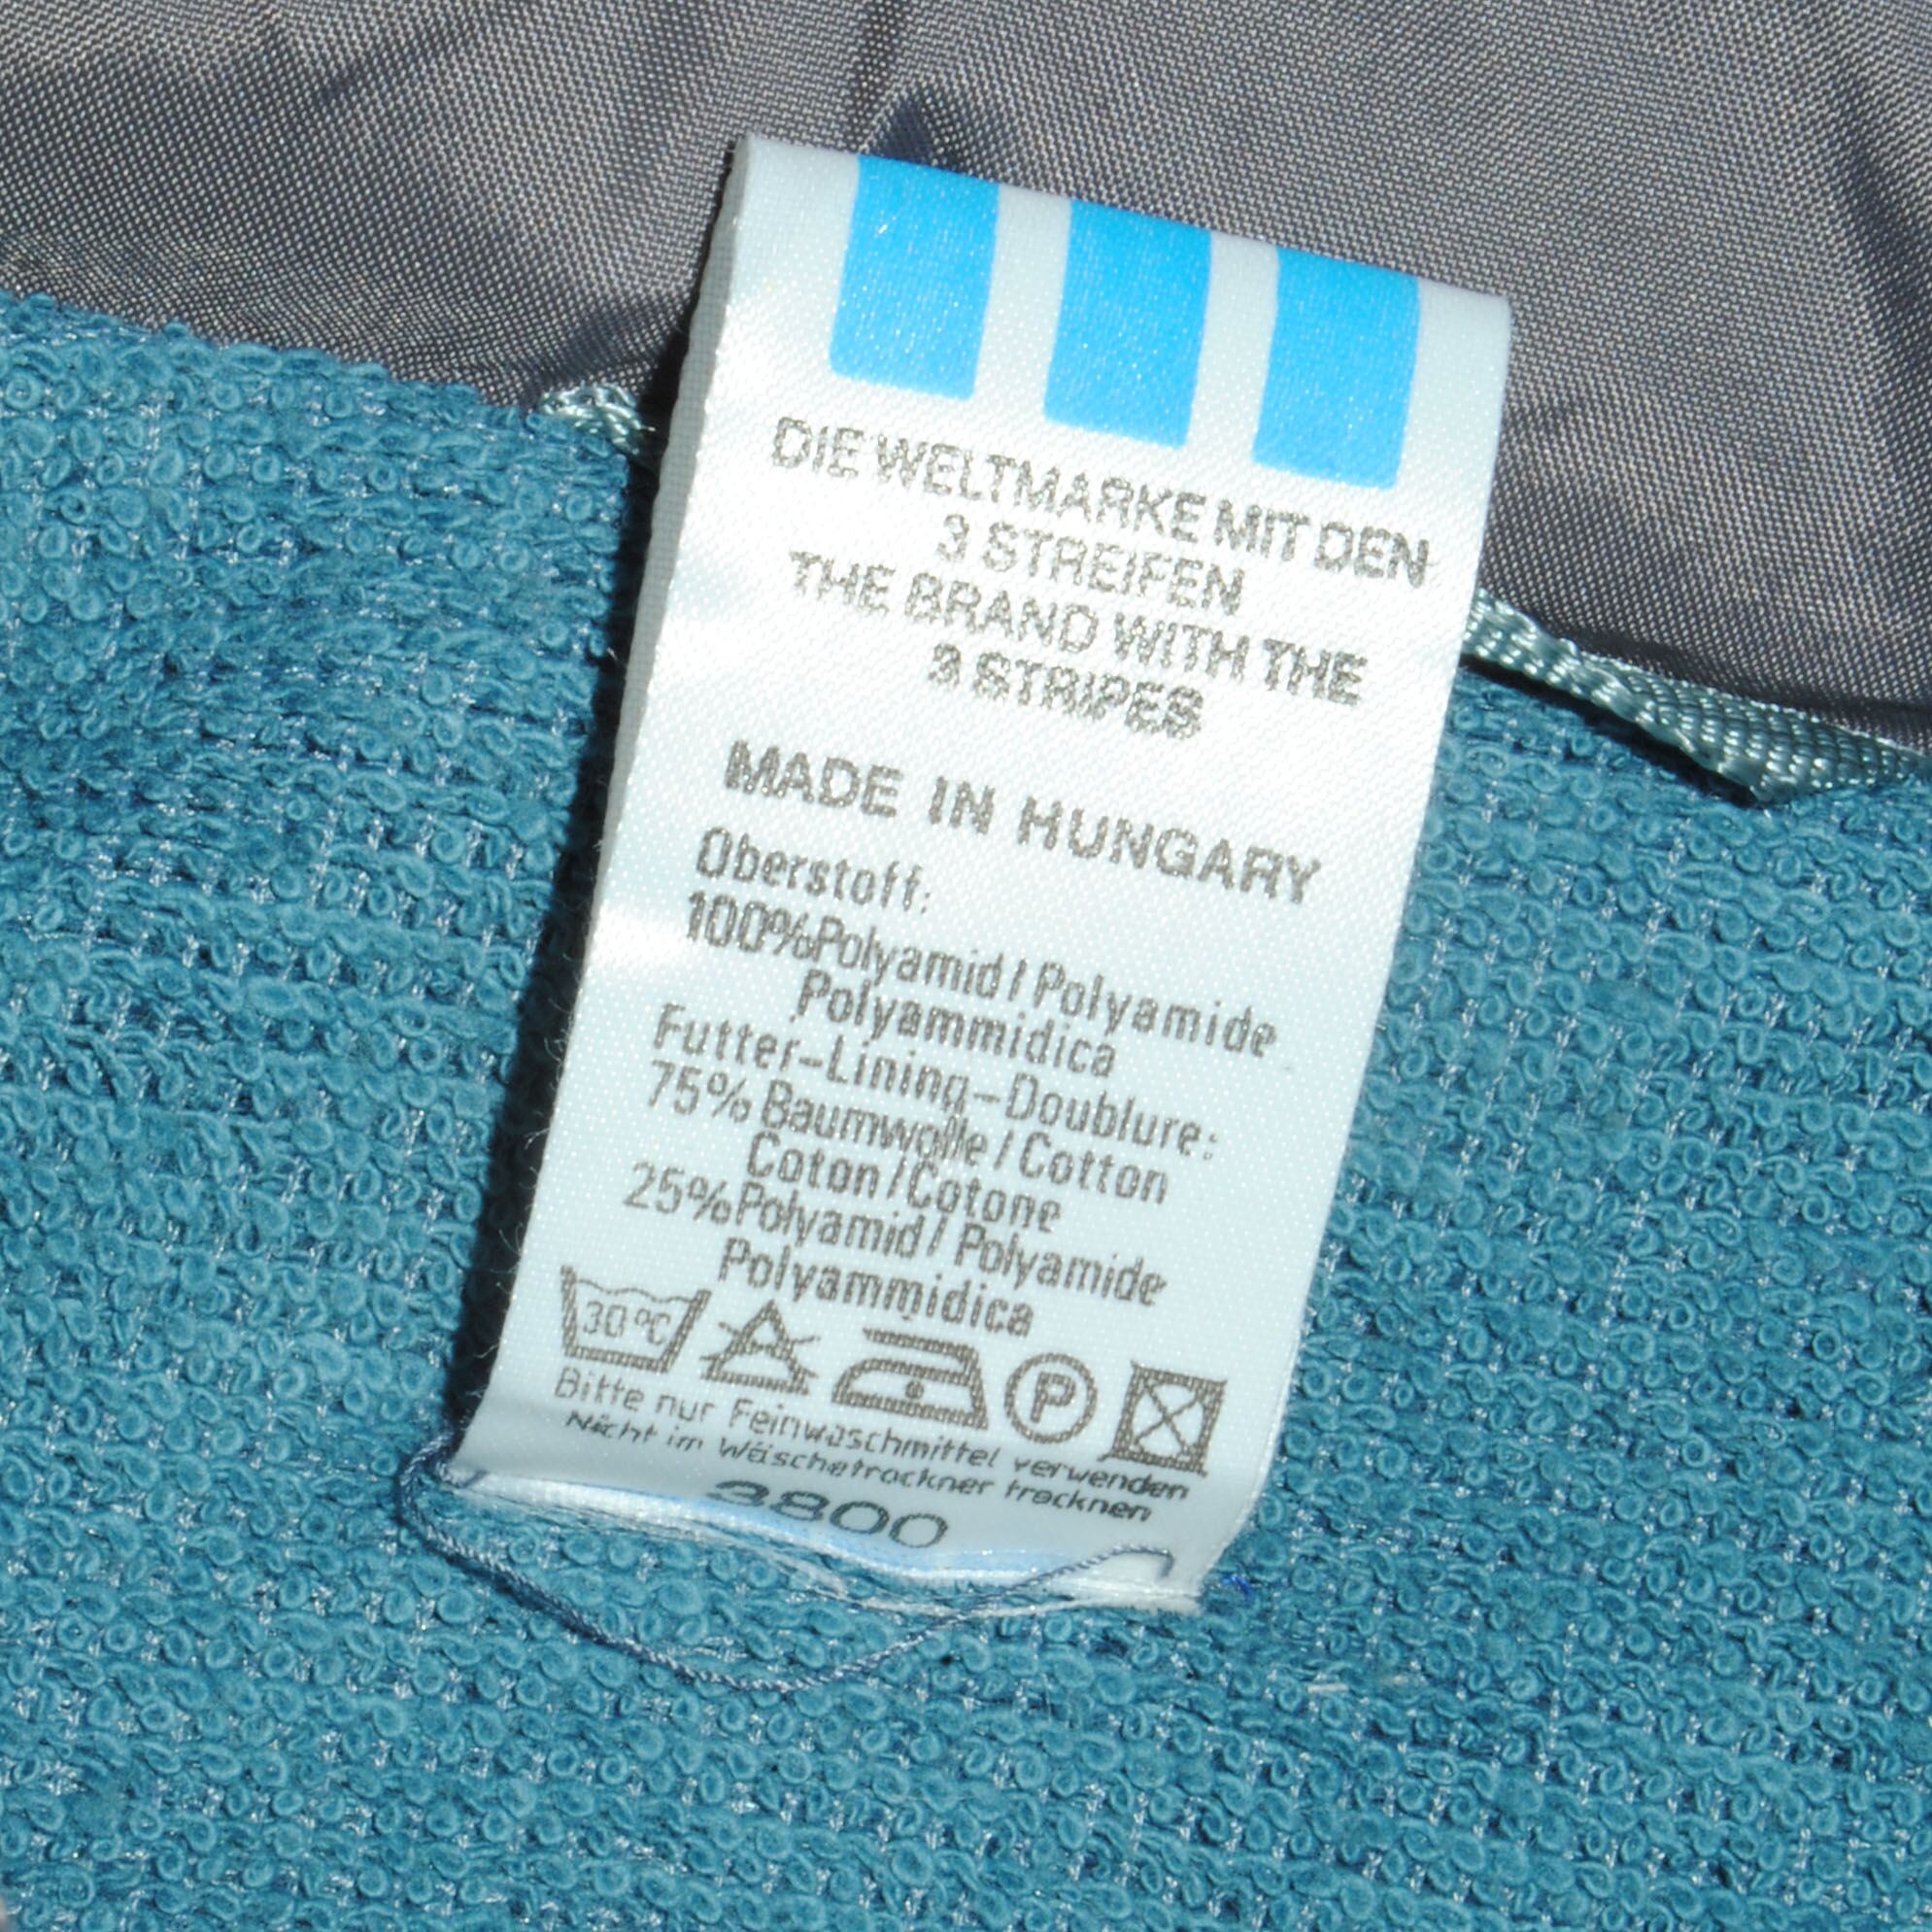 DIE WELTMARKE MIT DEN
3 STREIFEN
THE BRAND WITH THE
3 STRIPES
MADE IN HUNGARY
Oberstoff:
100%Polyamid/Polyamide
Polyammidica
Futter-Lining-Doublure:
75% Baumwolle/Cotton
Coton/Cotone
25%Polyamid/Polyamide
Polyammidica
30°C P
Bitte nur Feinwaschmittel verwenden
Nicht im Wäschetrockner trocknen
3800